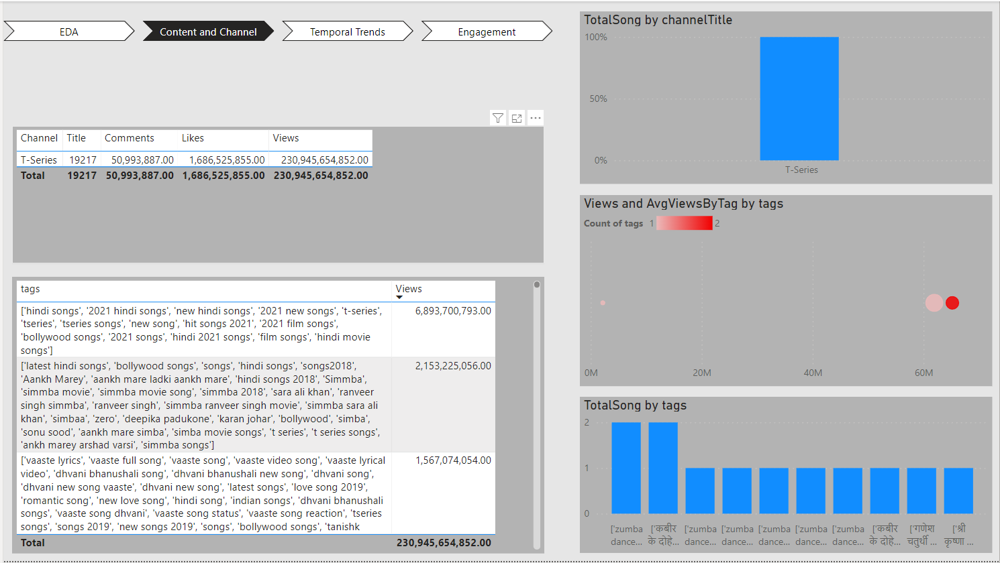 EDA
Content and Channel
Temporal Trends
Engagement
Channel Title Comments Likes Views
T-Series 19217 50,993,887.00 1,686,525,855.00 230,945,654,852.00
Total 19217 50,993,887.00 1,686,525,855.00 230,945,654,852.00
tags Views
['hindi songs', '2021 hindi songs', 'new hindi songs', '2021 new songs', 't-series', 6,893,700,793.00
'tseries', 'tseries songs', 'new song', 'hit songs 2021', '2021 film songs',
'bollywood songs', '2021 songs', 'hindi 2021 songs', 'film songs', 'hindi movie
songs']
['latest hindi songs', 'bollywood songs', 'songs', 'hindi songs', 'songs2018', 2,153,225,056.00
'Aankh Marey', 'aankh mare ladki aankh mare', 'hindi songs 2018', 'Simmba',
'simmba movie', 'simmba movie song', 'simmba 2018', 'sara ali khan', 'ranveer
singh simmba', 'ranveer singh', 'simmba ranveer singh movie', 'simmba sara ali
khan', 'simbaa', 'zero', 'deepika padukone', 'karan johar', 'bollywood', 'simba',
'sonu sood', 'aankh mare simba', 'simba movie songs', 't series', 't series songs',
'ankh marey arshad varsi', 'simmba songs']
['vaaste lyrics', 'vaaste full song', 'vaaste song', 'vaaste video song', 'vaaste lyrical 1,567,074,054.00
video', 'dhvani bhanushali song', 'dhvani bhanushali new song', 'dhvani song',
'dhvani new song vaaste', 'dhvani new song', 'latest songs', 'love song 2019',
'romantic song', 'new love song', 'hindi song', 'indian songs', 'dhvani bhanushali
songs', 'vaaste song dhvani', 'vaaste song status', 'vaaste song reaction', 'tseries
songs', 'songs 2019', 'new songs 2019', 'songs', 'bollywood songs', 'tanishk
Total 230,945,654,852.00
TotalSong by channelTitle
100%
50%
0%
T-Series
Views and AvgViewsByTag by tags
Count of tags 1 2
0M 20M 40M 60M
TotalSong by tags
2
1
0
['zumba ['कबीर ['zumba ['zumba ['zumba ['zumba ['zumba ['कबीर ['गणेश ['श्री
dance... के दोहे... dance... dance... dance... dance... dance... के दोहे... चतुर्थी ... कृष्णा ...